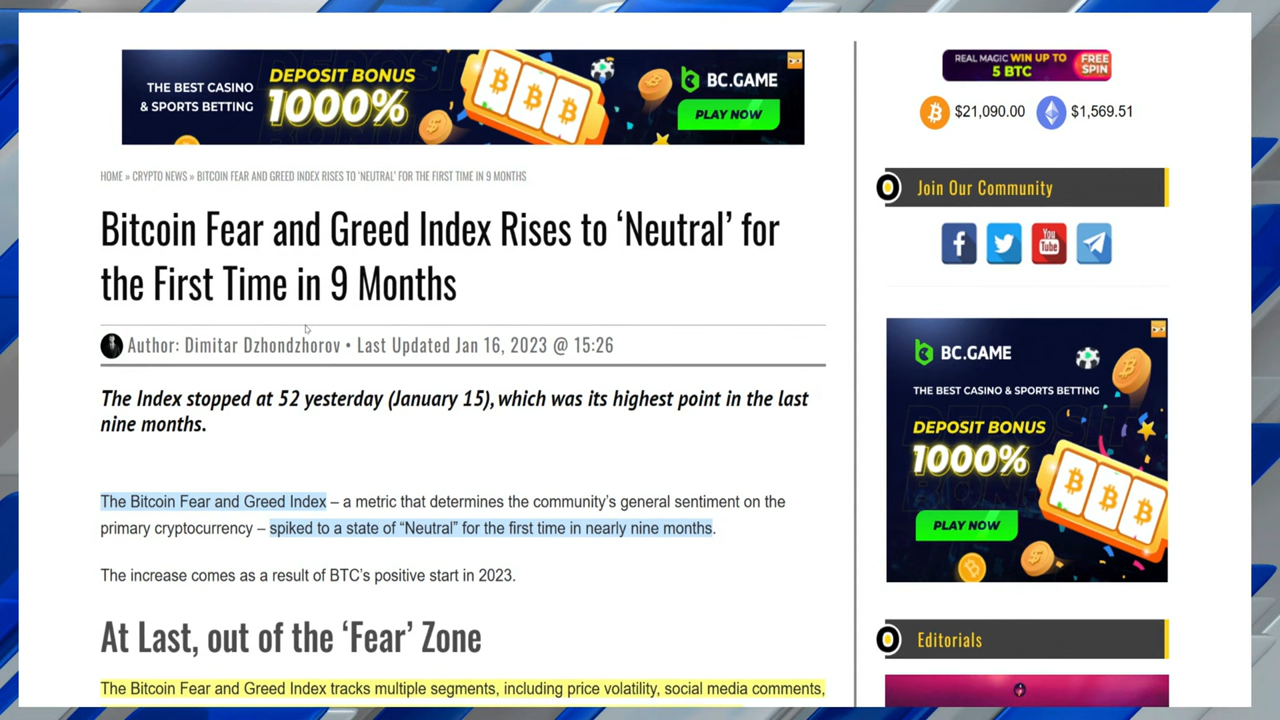 THE BEST CASINO
& SPORTS BETTING
DEPOSIT BONUS
1000%
BC.GAME
PLAY NOW
HOME » CRYPTO NEWS » BITCOIN FEAR AND GREED INDEX RISES TO ‘NEUTRAL’ FOR THE FIRST TIME IN 9 MONTHS
Bitcoin Fear and Greed Index Rises to ‘Neutral’ for
the First Time in 9 Months
Author: Dimitar Dzhondzhorov • Last Updated Jan 16, 2023 @ 15:26
The Index stopped at 52 yesterday (January 15), which was its highest point in the last
nine months.
The Bitcoin Fear and Greed Index – a metric that determines the community’s general sentiment on the
primary cryptocurrency – spiked to a state of “Neutral” for the first time in nearly nine months.
The increase comes as a result of BTC’s positive start in 2023.
At Last, out of the ‘Fear’ Zone
The Bitcoin Fear and Greed Index tracks multiple segments, including price volatility, social media comments,
REAL MAGIC WIN UP TO
5 BTC
FREE
SPIN
$21,090.00 $1,569.51
Join Our Community
You
Tube
BC.GAME
THE BEST CASINO & SPORTS BETTING
DEPOSIT BONUS
1000%
PLAY NOW
Editorials